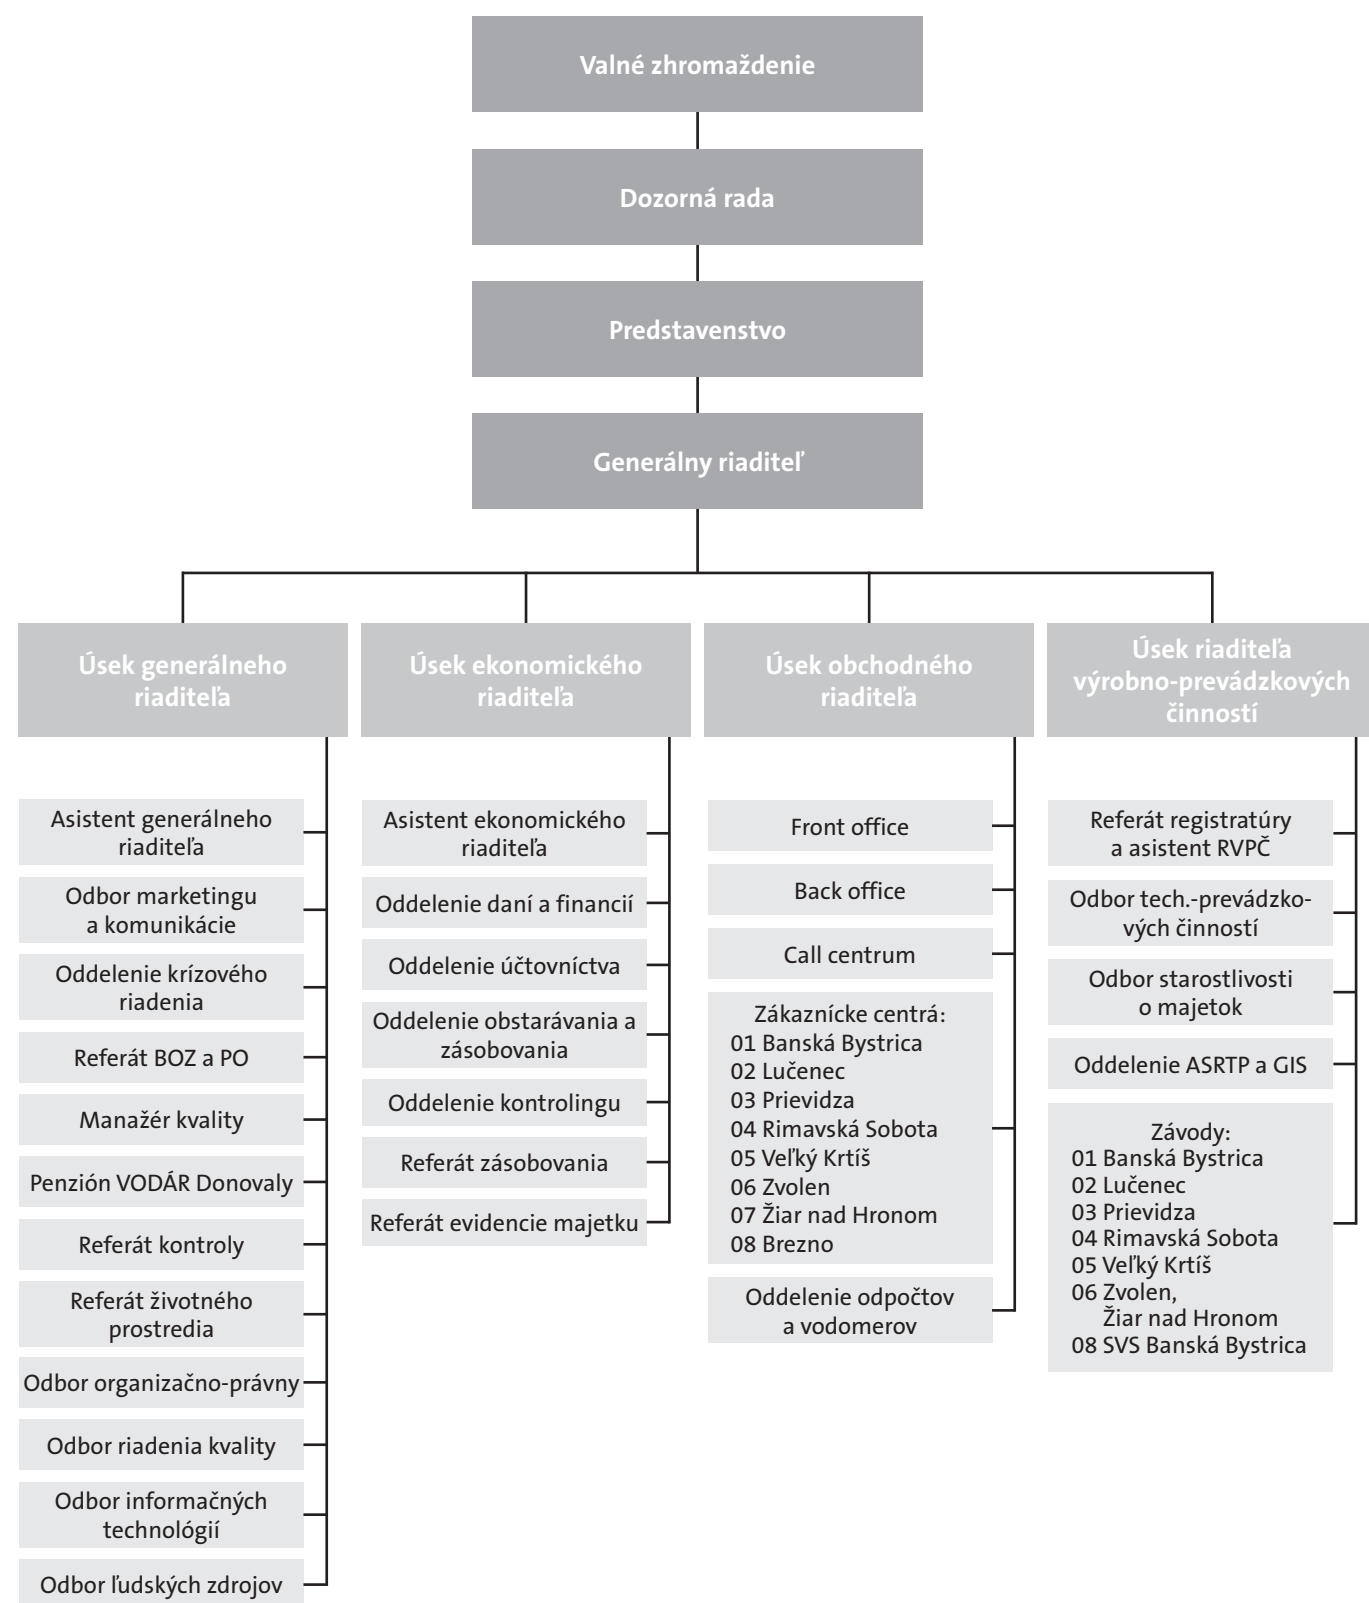 Valné zhromaždenie
Dozorná rada
Predstavenstvo
Generálny riaditeľ
Úsek generálneho
riaditeľa
Asistent generálneho
riaditeľa
Odbor marketingu
a komunikácie
Oddelenie krízového
riadenia
Referát BOZ a PO
Manažér kvality
Penzión VODÁR Donovaly
Referát kontroly
Referát životného
prostredia
Odbor organizačno-právny
Odbor riadenia kvality
Odbor informačných
technológií
Odbor ľudských zdrojov
Úsek ekonomického
riaditeľa
Asistent ekonomického
riaditeľa
Oddelenie daní a financií
Oddelenie účtovníctva
Oddelenie obstarávania a
zásobovania
Oddelenie kontrolingu
Referát zásobovania
Referát evidencie majetku
Úsek obchodného
riaditeľa
Front office
Back office
Call centrum
Zákaznícke centrá:
01 Banská Bystrica
02 Lučenec
03 Prievidza
04 Rimavská Sobota
05 Veľký Krtíš
06 Zvolen
07 Žiar nad Hronom
08 Brezno
Oddelenie odpočtov
a vodomerov
Úsek riaditeľa
výrobno-prevádzkových
činností
Referát registratúry
a asistent RVPČ
Odbor tech.-prevádzko-
vých činností
Odbor starostlivosti
o majetok
Oddelenie ASRTP a GIS
Závody:
01 Banská Bystrica
02 Lučenec
03 Prievidza
04 Rimavská Sobota
05 Veľký Krtíš
06 Zvolen,
Žiar nad Hronom
08 SVS Banská Bystrica